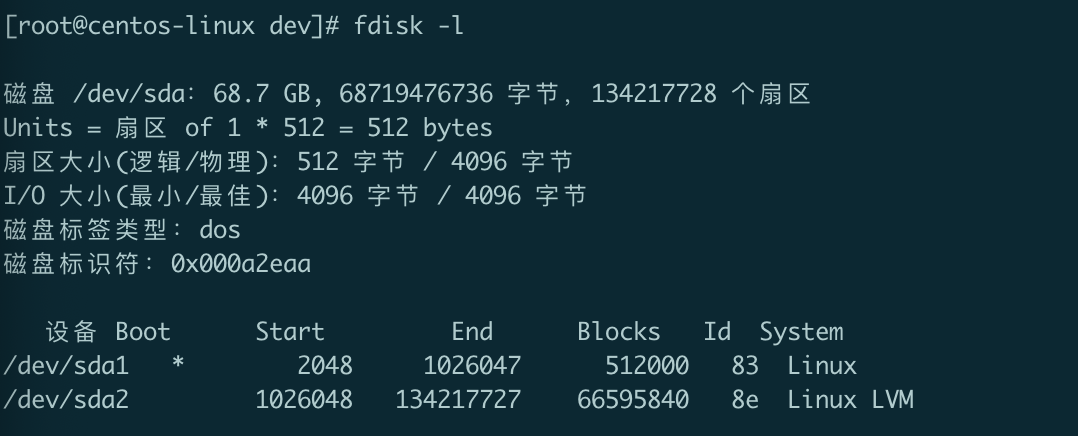 [root@centos-linux dev]# fdisk -l
磁盘 /dev/sda：68.7 GB, 68719476736 字节，134217728 个扇区
Units = 扇区 of 1 * 512 = 512 bytes
扇区大小(逻辑/物理)：512 字节 / 4096 字节
I/O 大小(最小/最佳)：4096 字节 / 4096 字节
磁盘标签类型：dos
磁盘标识符：0x000a2eaa
设备 Boot      Start         End      Blocks   Id  System
/dev/sda1   *        2048     1026047      512000   83  Linux
/dev/sda2         1026048   134217727    66595840   8e  Linux LVM